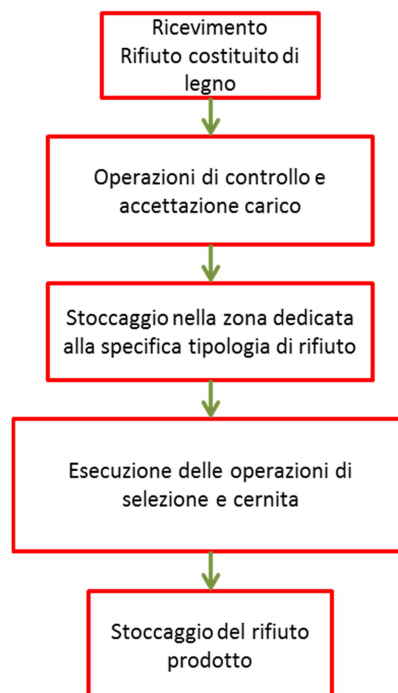 Ricevimento
Rifiuto costituito di
legno
Operazioni di controllo e
accettazione carico
Stoccaggio nella zona dedicata
alla specifica tipologia di rifiuto
Esecuzione delle operazioni di
selezione e cernita
Stoccaggio del rifiuto
prodotto